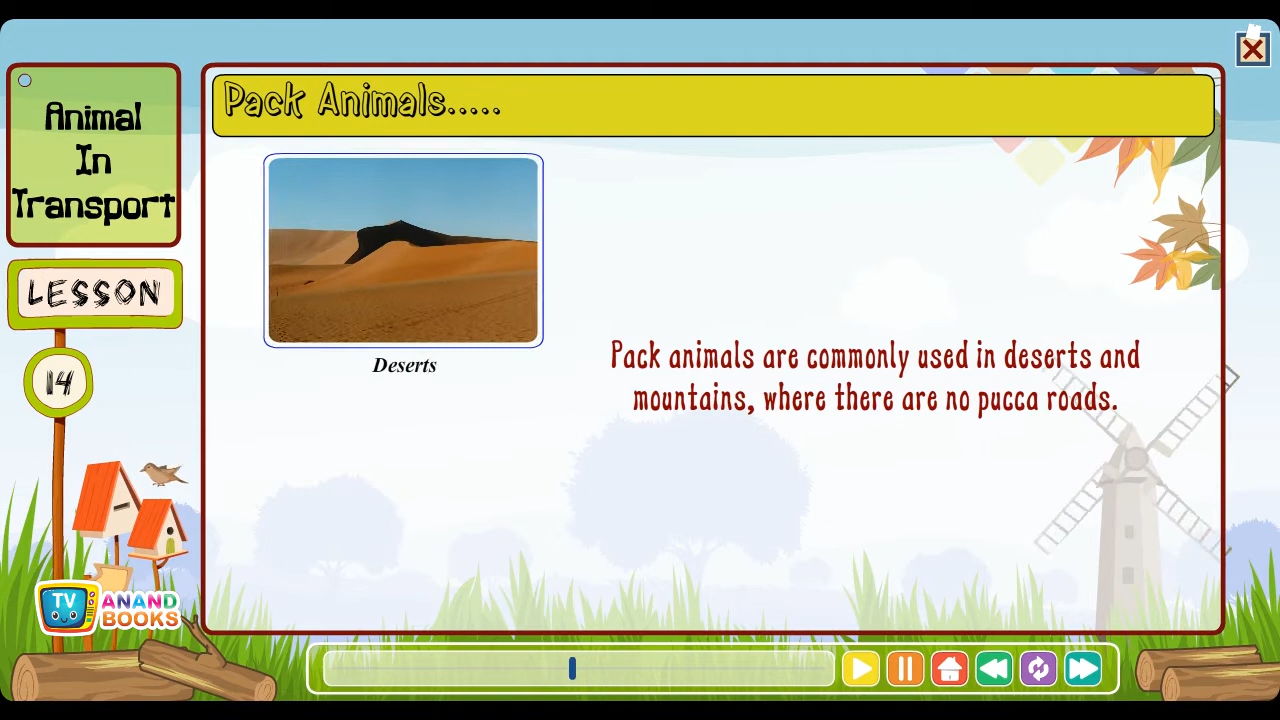 Pack Animals.....
Animal
In
Transport
LESSON
14
Deserts
Pack animals are commonly used in deserts and
mountains, where there are no pucca roads.
TV
ANAND
BOOKS